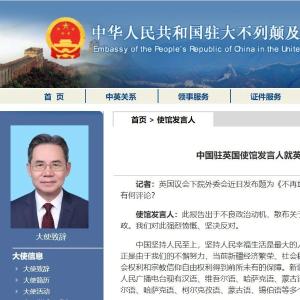 中华人民共和国驻大不列颠及
Embassy of the People's Republic of China in the Unite
首 页
中英关系
领事服务
证件服务
首页 > 使馆发言人
中国驻英国使馆发言人就英
记者：英国议会下院外委会近日发布题为《不再
有何评论？
使馆发言人：此报告出于不良政治动机，散布关于
政。我们对此强烈愤慨、坚决反对。
中国坚持人民至上，坚持人民幸福生活是最大的人
正是由于我们的不懈努力，当前新疆经济繁荣、社会稳
会权利和宗教信仰自由权利得到前所未有的保障。新疆
人民广播电台现有汉语、维吾尔语、哈萨克语、蒙古语
尔语、哈萨克语、柯尔克孜语、蒙古语、锡伯语等多个
大使致辞
大使信息
大使致辞
大使简历
大使活动